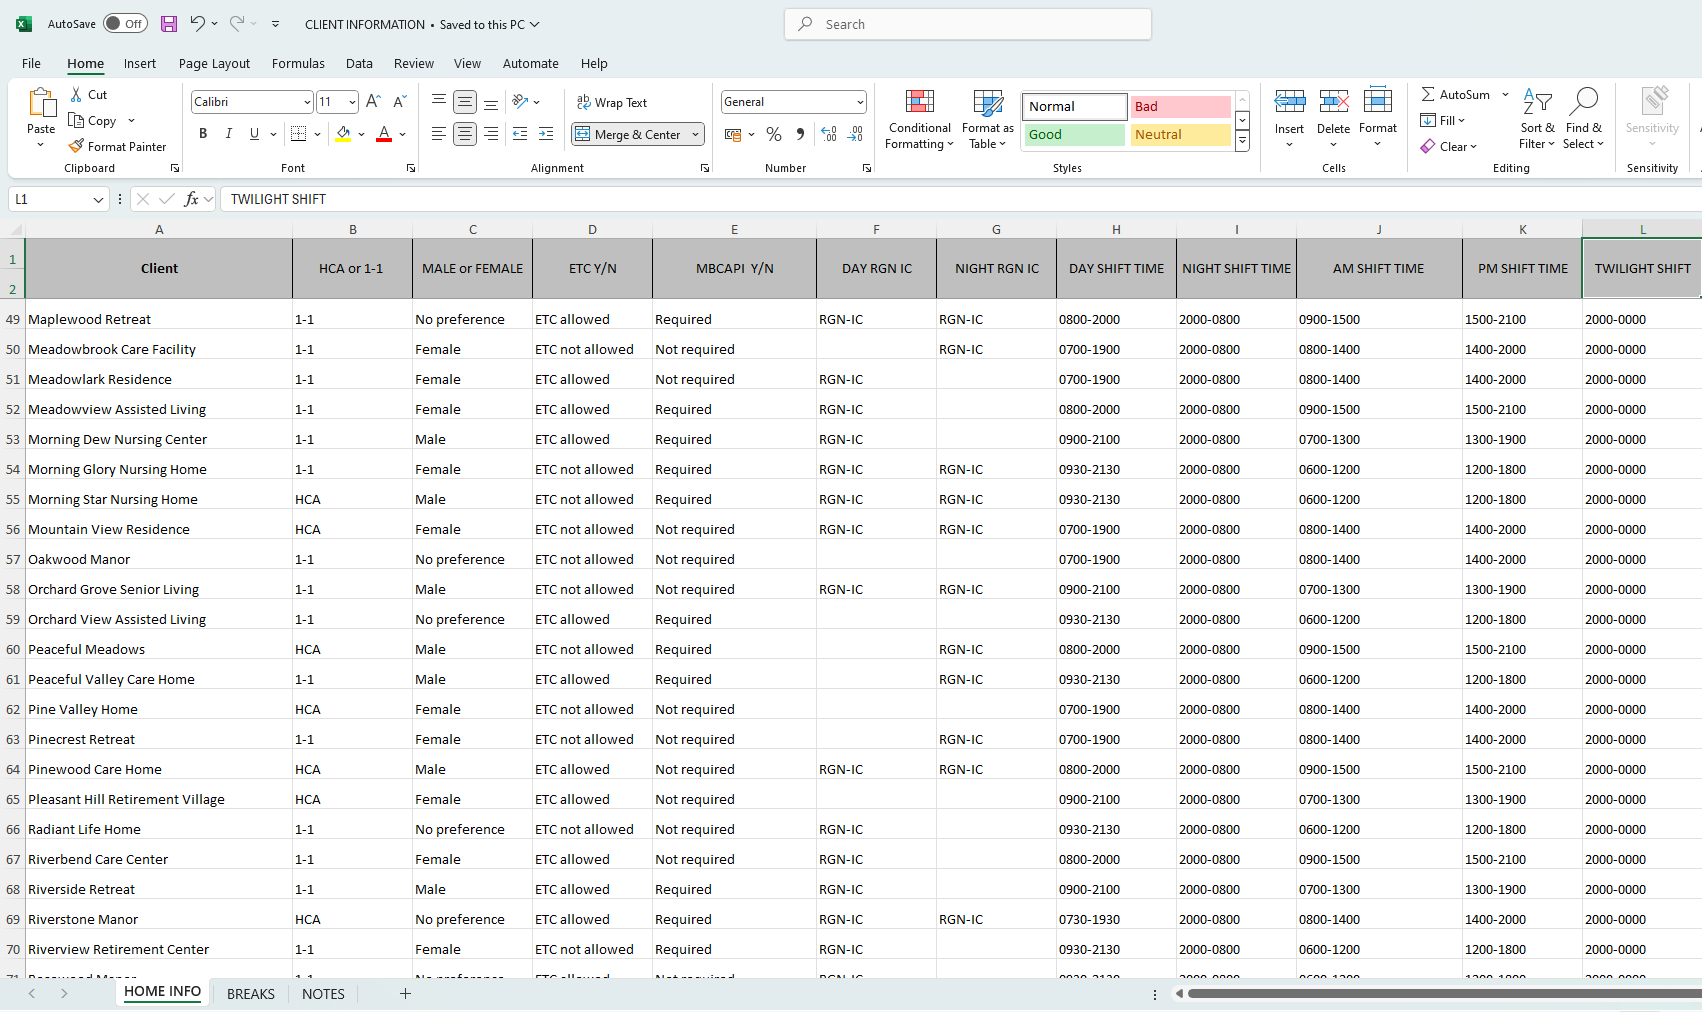 AutoSave Off CLIENT INFORMATION • Saved to this PC Search
File Home Insert Page Layout Formulas Data Review View Automate Help
Paste Cut Copy Format Painter Clipboard
Calibri 11 B I U A Font
Wrap Text Merge & Center Alignment
General % Number
Conditional Formatting Format as Table Normal Bad Good Neutral Styles
Insert Delete Format Cells
AutoSum Fill Clear Sort & Filter Find & Select Editing
Sensitivity Sensitivity
L1 fx TWILIGHT SHIFT
A B C D E F G H I J K L
1 2 Client HCA or 1-1 MALE or FEMALE ETC Y/N MBCAPI Y/N DAY RGN IC NIGHT RGN IC DAY SHIFT TIME NIGHT SHIFT TIME AM SHIFT TIME PM SHIFT TIME TWILIGHT SHIFT
49 Maplewood Retreat 1-1 No preference ETC allowed Required RGN-IC RGN-IC 0800-2000 2000-0800 0900-1500 1500-2100 2000-0000
50 Meadowbrook Care Facility 1-1 Female ETC not allowed Not required RGN-IC 0700-1900 2000-0800 0800-1400 1400-2000 2000-0000
51 Meadowlark Residence 1-1 Female ETC allowed Not required RGN-IC 0700-1900 2000-0800 0800-1400 1400-2000 2000-0000
52 Meadowview Assisted Living 1-1 Female ETC allowed Required RGN-IC 0800-2000 2000-0800 0900-1500 1500-2100 2000-0000
53 Morning Dew Nursing Center 1-1 Male ETC allowed Required RGN-IC 0900-2100 2000-0800 0700-1300 1300-1900 2000-0000
54 Morning Glory Nursing Home 1-1 Female ETC not allowed Required RGN-IC RGN-IC 0930-2130 2000-0800 0600-1200 1200-1800 2000-0000
55 Morning Star Nursing Home HCA Male ETC not allowed Required RGN-IC RGN-IC 0930-2130 2000-0800 0600-1200 1200-1800 2000-0000
56 Mountain View Residence HCA Female ETC not allowed Not required RGN-IC RGN-IC 0700-1900 2000-0800 0800-1400 1400-2000 2000-0000
57 Oakwood Manor 1-1 No preference ETC not allowed Not required 0700-1900 2000-0800 0800-1400 1400-2000 2000-0000
58 Orchard Grove Senior Living 1-1 Male ETC not allowed Not required RGN-IC RGN-IC 0900-2100 2000-0800 0700-1300 1300-1900 2000-0000
59 Orchard View Assisted Living 1-1 No preference ETC not allowed Required 0930-2130 2000-0800 0600-1200 1200-1800 2000-0000
60 Peaceful Meadows HCA Male ETC not allowed Required RGN-IC 0800-2000 2000-0800 0900-1500 1500-2100 2000-0000
61 Peaceful Valley Care Home 1-1 Male ETC allowed Required RGN-IC 0930-2130 2000-0800 0600-1200 1200-1800 2000-0000
62 Pine Valley Home HCA Female ETC not allowed Not required 0700-1900 2000-0800 0800-1400 1400-2000 2000-0000
63 Pinecrest Retreat 1-1 Female ETC not allowed Not required RGN-IC 0700-1900 2000-0800 0800-1400 1400-2000 2000-0000
64 Pinewood Care Home HCA Male ETC allowed Not required RGN-IC RGN-IC 0800-2000 2000-0800 0900-1500 1500-2100 2000-0000
65 Pleasant Hill Retirement Village HCA Female ETC allowed Not required 0900-2100 2000-0800 0700-1300 1300-1900 2000-0000
66 Radiant Life Home 1-1 No preference ETC not allowed Not required RGN-IC 0930-2130 2000-0800 0600-1200 1200-1800 2000-0000
67 Riverbend Care Center 1-1 Female ETC allowed Not required RGN-IC 0800-2000 2000-0800 0900-1500 1500-2100 2000-0000
68 Riverside Retreat 1-1 Male ETC allowed Required RGN-IC 0900-2100 2000-0800 0700-1300 1300-1900 2000-0000
69 Riverstone Manor HCA No preference ETC allowed Required RGN-IC RGN-IC 0730-1930 2000-0800 0800-1400 1400-2000 2000-0000
70 Riverview Retirement Center 1-1 Female ETC not allowed Required RGN-IC 0930-2130 2000-0800 0600-1200 1200-1800 2000-0000
HOME INFO BREAKS NOTES